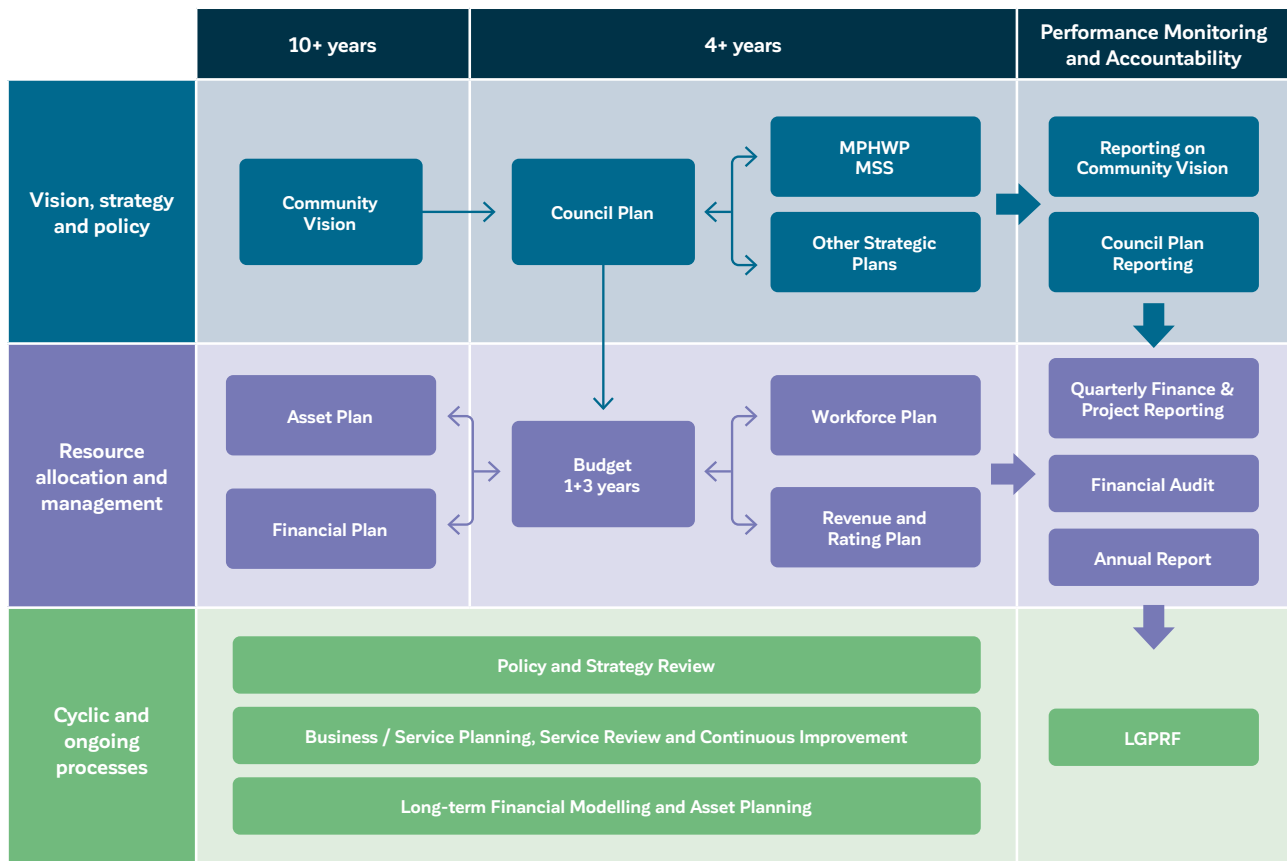 10+ years
4+ years
Performance Monitoring
and Accountability
Vision, strategy
and policy
Community
Vision
Council Plan
MPHWP
MSS
Other Strategic
Plans
Reporting on
Community Vision
Council Plan
Reporting
Resource
allocation and
management
Asset Plan
Financial Plan
Budget
1+3 years
Workforce Plan
Revenue and
Rating Plan
Quarterly Finance &
Project Reporting
Financial Audit
Annual Report
Cyclic and
ongoing
processes
Policy and Strategy Review
Business / Service Planning, Service Review and Continuous Improvement
Long-term Financial Modelling and Asset Planning
LGPRF